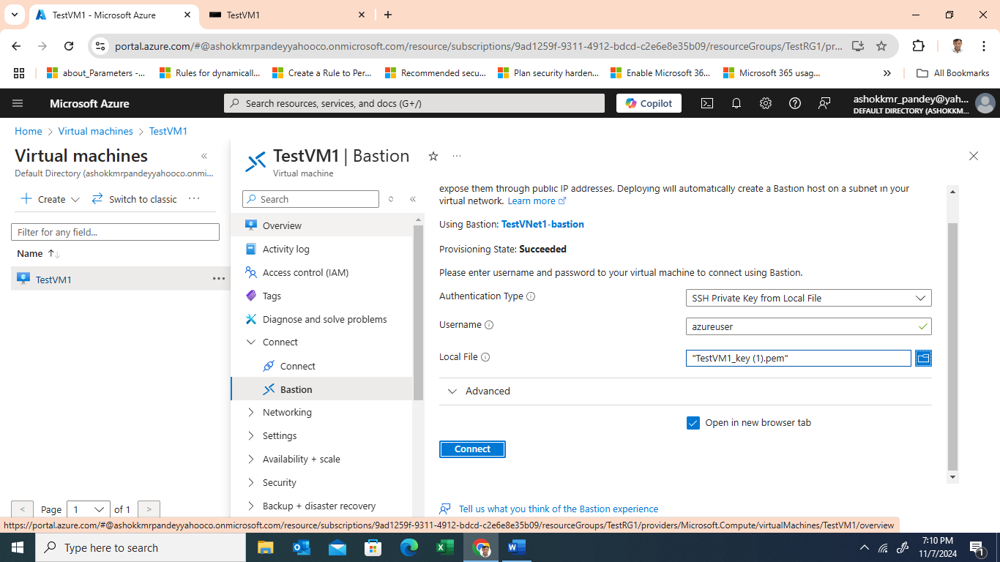 TestVM1 - Microsoft Azure
TestVM1
portal.azure.com/#@ashokkmrpandeyyahooco.onmicrosoft.com/resource/subscriptions/9ad1259f-9311-4912-bdcd-c2e6e8e35b09/resourceGroups/TestRG1/pr...
about_Parameters -...
Rules for dynamicall...
Create a Rule to Per...
Recommended secu...
Plan security harden...
Enable Microsoft 36...
Microsoft 365 usag...
All Bookmarks
Microsoft Azure
Search resources, services, and docs (G+/)
Copilot
ashokkmr_pandey@yah...
DEFAULT DIRECTORY (ASHOKKM...
Home > Virtual machines > TestVM1
Virtual machines
Default Directory (ashokkmrpandeyyahooco.onmi...
Create
Switch to classic
Filter for any field...
Name
TestVM1
< Page 1 of 1 >
TestVM1 | Bastion
Virtual machine
Search
Overview
Activity log
Access control (IAM)
Tags
Diagnose and solve problems
Connect
Connect
Bastion
Networking
Settings
Availability + scale
Security
Backup + disaster recovery
expose them through public IP addresses. Deploying will automatically create a Bastion host on a subnet in your
virtual network. Learn more
Using Bastion: TestVNet1-bastion
Provisioning State: Succeeded
Please enter username and password to your virtual machine to connect using Bastion.
Authentication Type
SSH Private Key from Local File
Username
azureuser
Local File
"TestVM1_key (1).pem"
Advanced
Open in new browser tab
Connect
Tell us what you think of the Bastion experience
https://portal.azure.com/#@ashokkmrpandeyyahooco.onmicrosoft.com/resource/subscriptions/9ad1259f-9311-4912-bdcd-c2e6e8e35b09/resourceGroups/TestRG1/providers/Microsoft.Compute/virtualMachines/TestVM1/overview
Type here to search
7:10 PM
11/7/2024
1